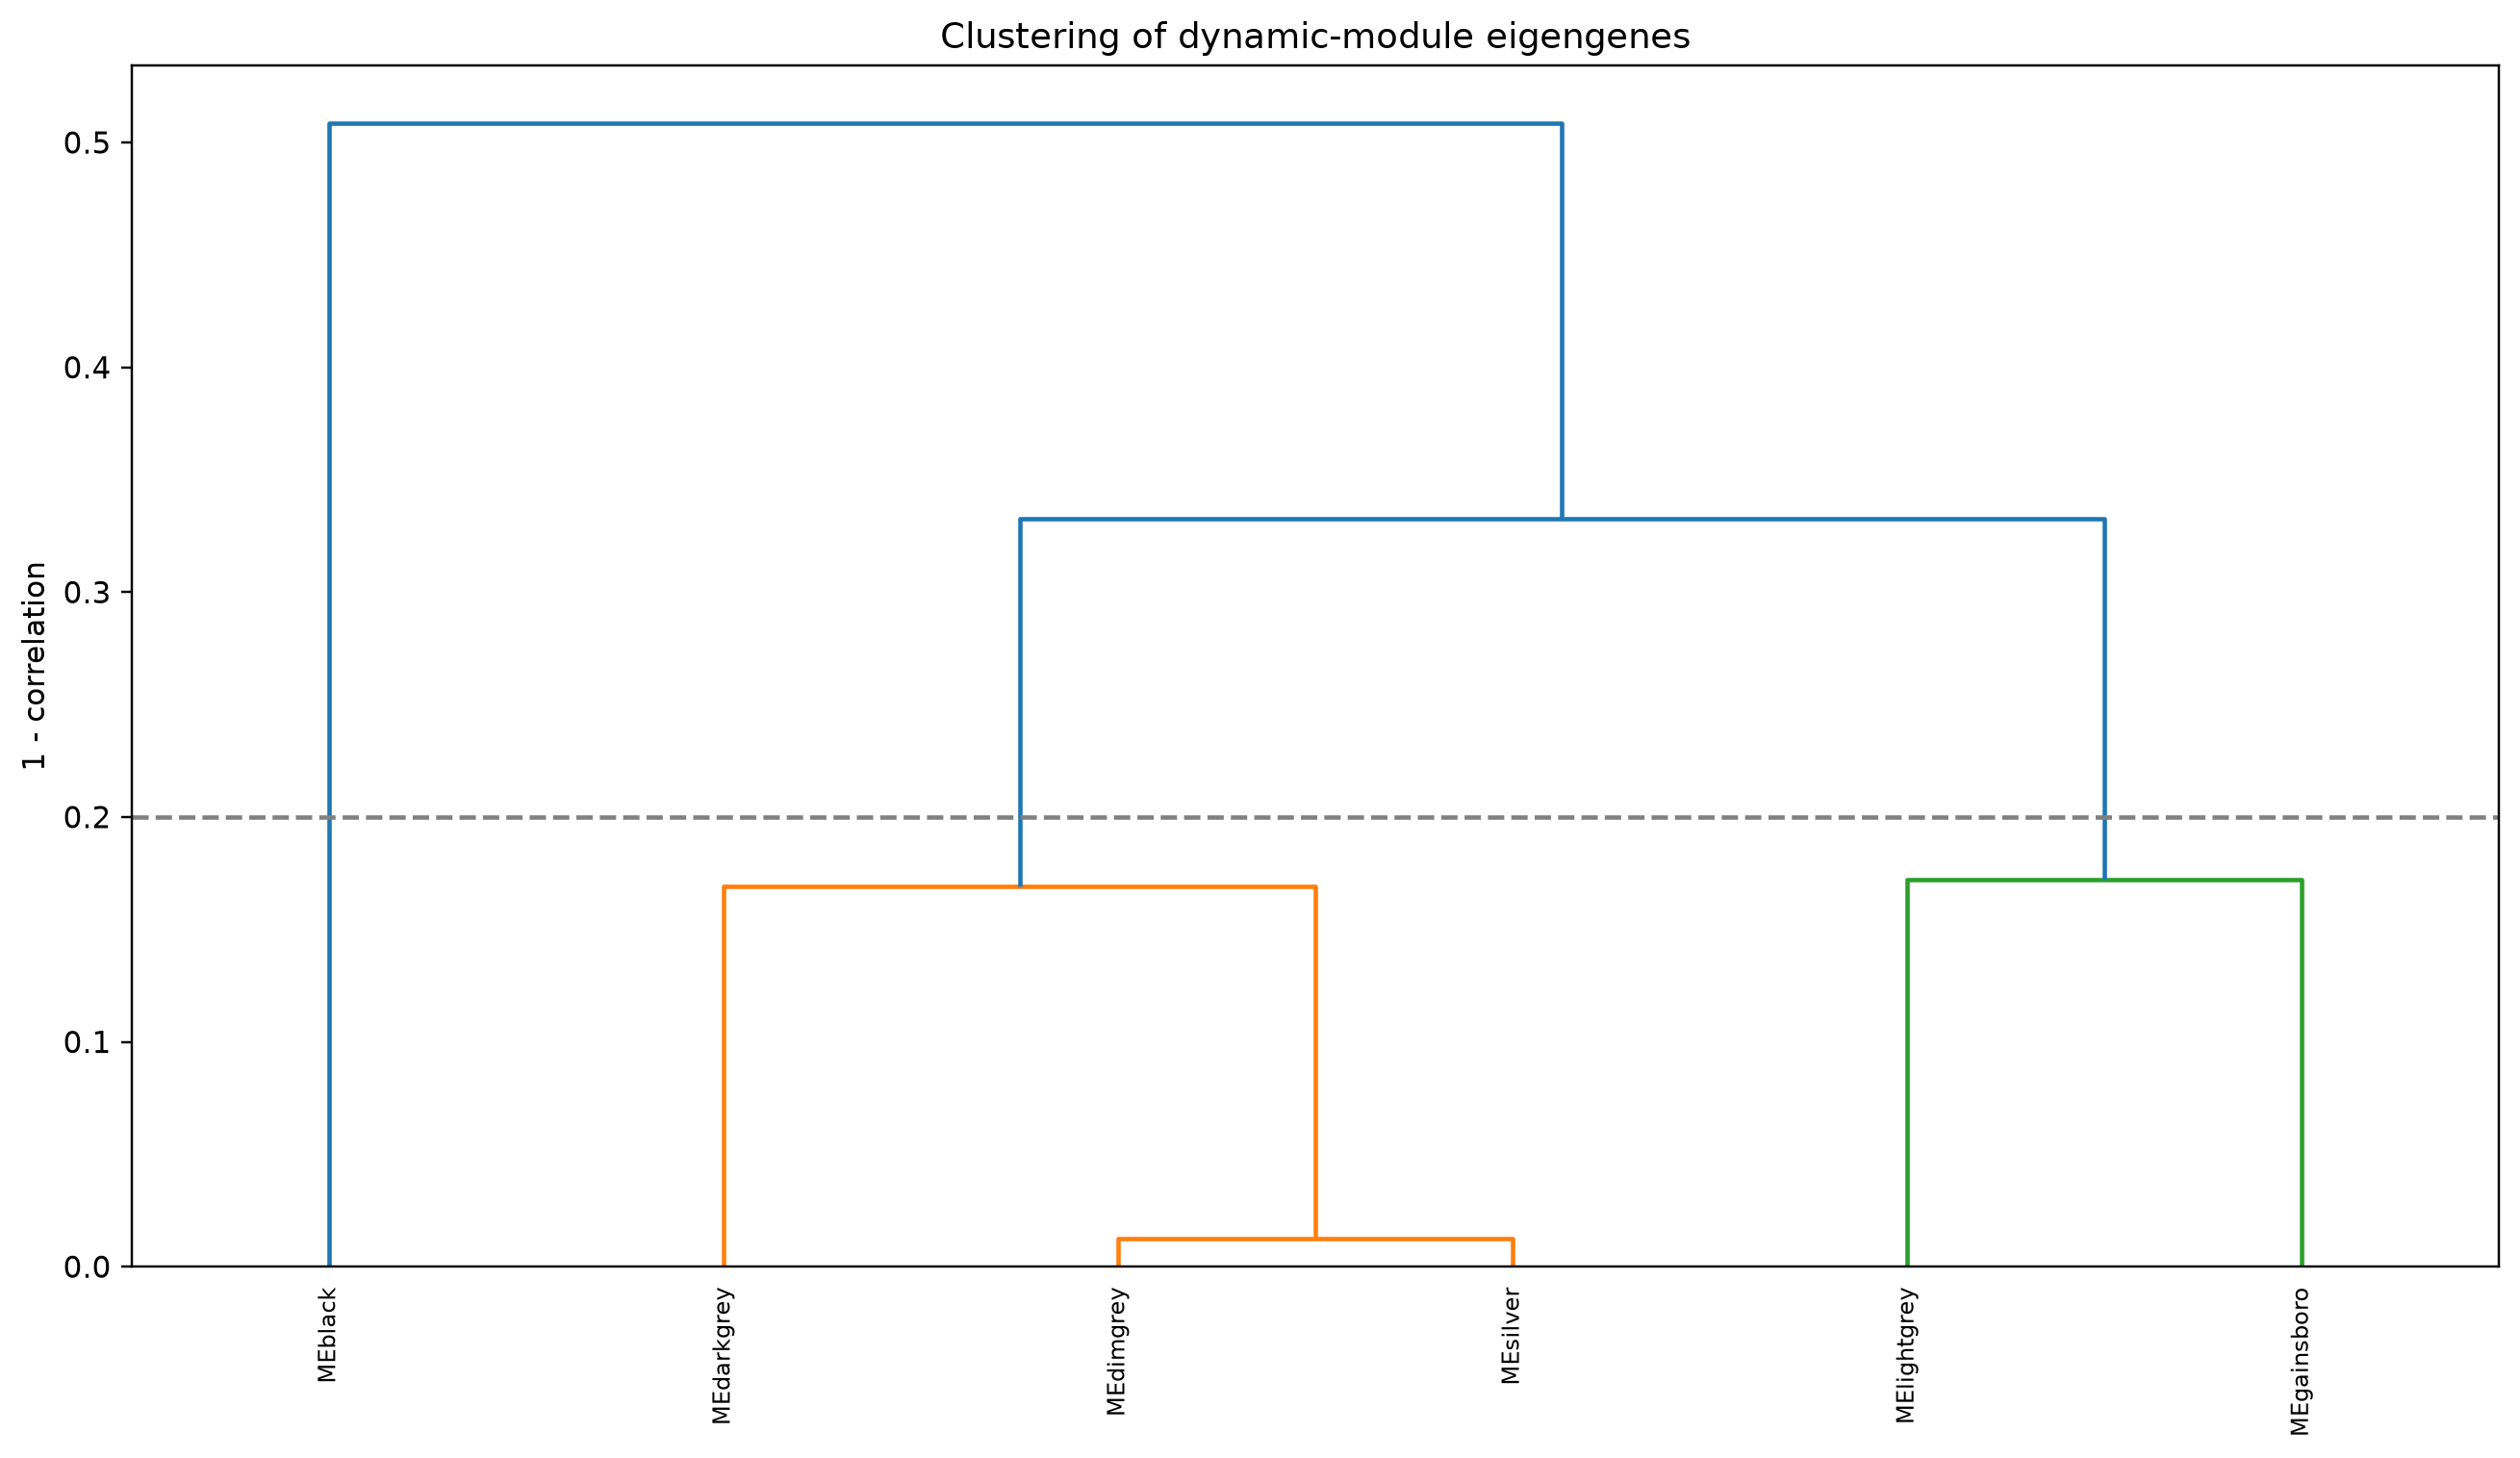 Clustering of dynamic-module eigengenes
1 - correlation
0.5
0.4
0.3
0.2
0.1
0.0
MEblack
MEdarkgrey
MEdimgrey
MEsilver
MElightgrey
MEgainsboro